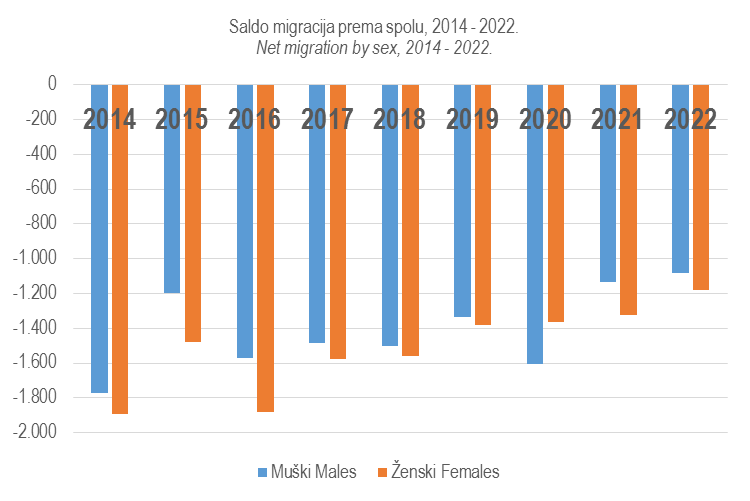 Saldo migracija prema spolu, 2014 - 2022.
Net migration by sex, 2014 - 2022.
0
-200
-400
-600
-800
-1.000
-1.200
-1.400
-1.600
-1.800
-2.000
2014 2015 2016 2017 2018 2019 2020 2021 2022
Muški Males Ženski Females